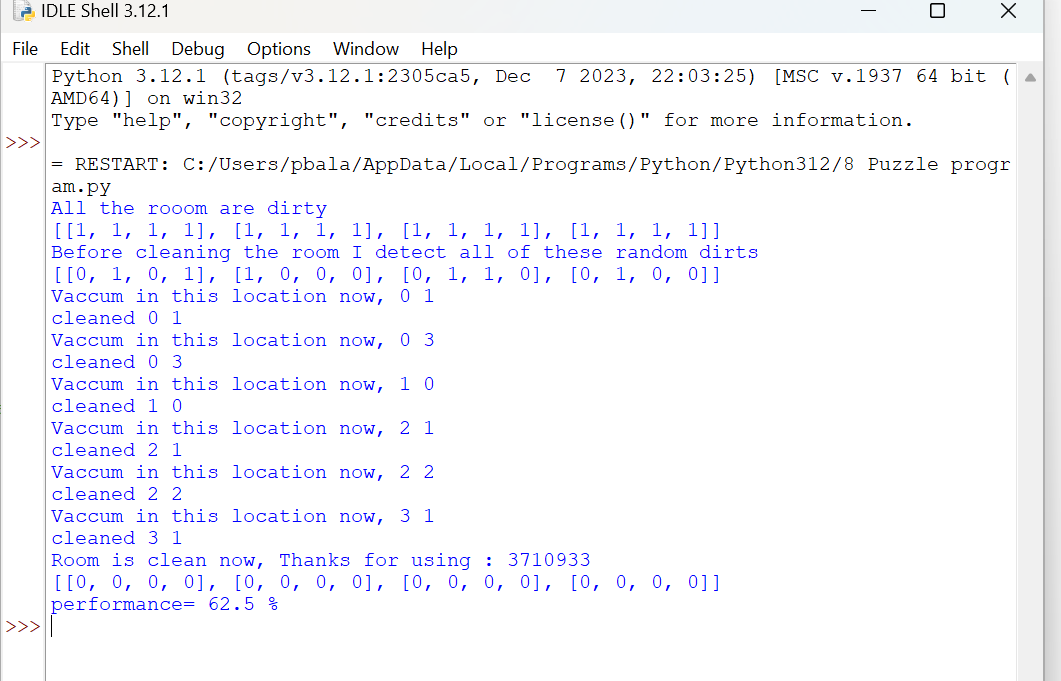 IDLE Shell 3.12.1
File Edit Shell Debug Options Window Help
Python 3.12.1 (tags/v3.12.1:2305ca5, Dec  7 2023, 22:03:25) [MSC v.1937 64 bit (
AMD64)] on win32
Type "help", "copyright", "credits" or "license()" for more information.
>>>
= RESTART: C:/Users/pbala/AppData/Local/Programs/Python/Python312/8 Puzzle progr
am.py
All the rooom are dirty
[[1, 1, 1, 1], [1, 1, 1, 1], [1, 1, 1, 1], [1, 1, 1, 1]]
Before cleaning the room I detect all of these random dirts
[[0, 1, 0, 1], [1, 0, 0, 0], [0, 1, 1, 0], [0, 1, 0, 0]]
Vaccum in this location now, 0 1
cleaned 0 1
Vaccum in this location now, 0 3
cleaned 0 3
Vaccum in this location now, 1 0
cleaned 1 0
Vaccum in this location now, 2 1
cleaned 2 1
Vaccum in this location now, 2 2
cleaned 2 2
Vaccum in this location now, 3 1
cleaned 3 1
Room is clean now, Thanks for using : 3710933
[[0, 0, 0, 0], [0, 0, 0, 0], [0, 0, 0, 0], [0, 0, 0, 0]]
performance= 62.5 %
>>>